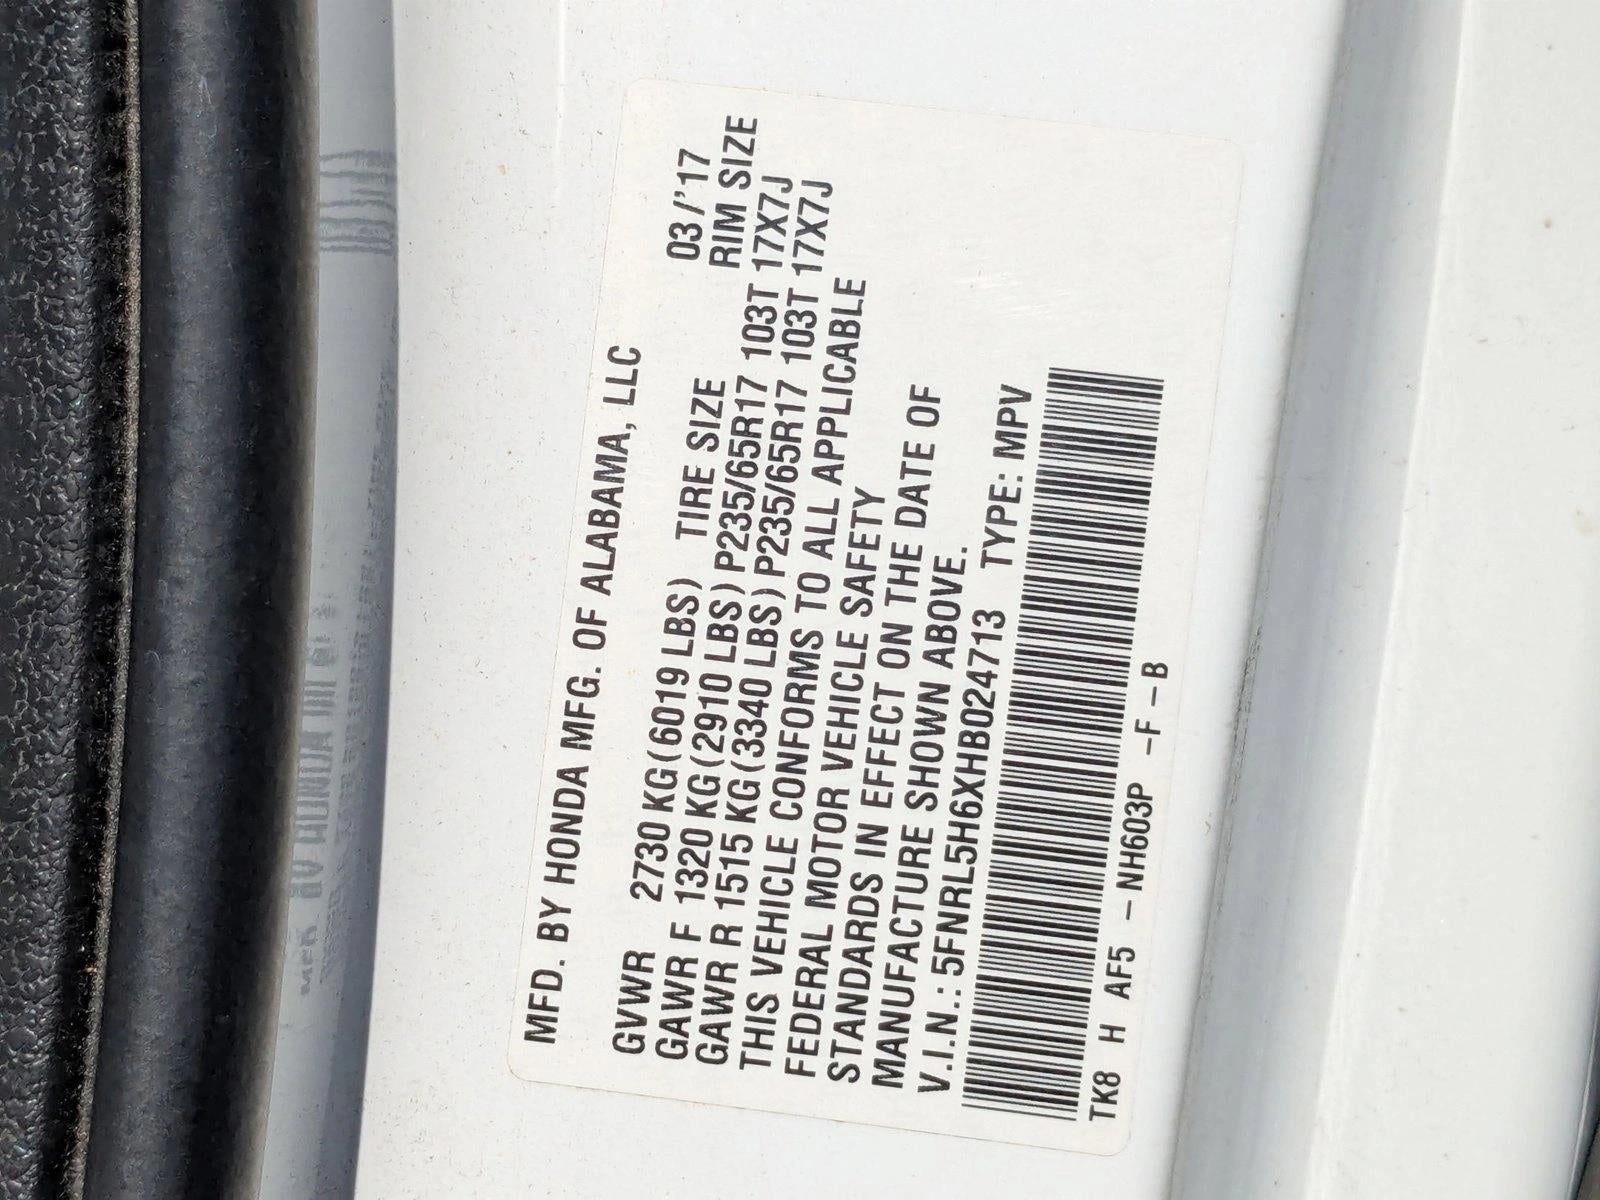 MFD. BY HONDA MFG. OF ALABAMA, LLC
03/'17
GVWR 2730 KG(6019 LBS) TIRE SIZE RIM SIZE
GAWR F 1320 KG(2910 LBS) P235/65R17 103T 17X7J
GAWR R 1515 KG(3340 LBS) P235/65R17 103T 17X7J
THIS VEHICLE CONFORMS TO ALL APPLICABLE
FEDERAL MOTOR VEHICLE SAFETY
STANDARDS IN EFFECT ON THE DATE OF
MANUFACTURE SHOWN ABOVE.
V.I.N.: 5FNRL5H6XHB024713 TYPE: MPV
TK8 H AF5 -NH603P -F-B